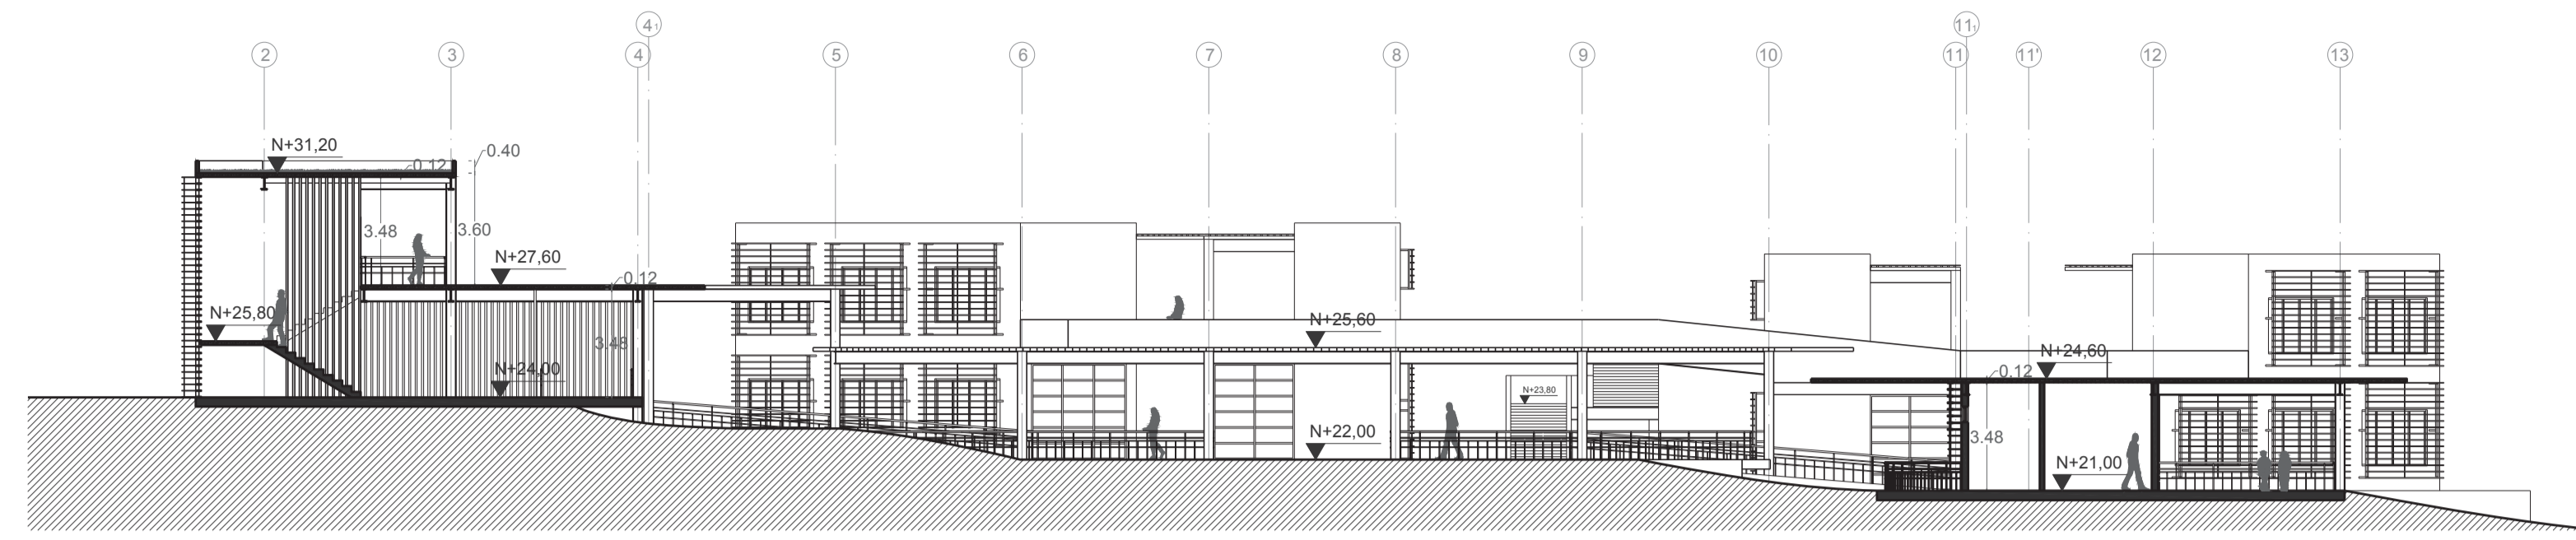 4₁
11₁
2
3
4
5
6
7
8
9
10
11
11'
12
13
N+31,20
0.12
0.40
3.48
3.60
N+27,60
0.12
N+25,80
3.48
N+24,00
N+25,60
N+23,80
N+22,00
N+24,60
0.12
3.48
N+21,00